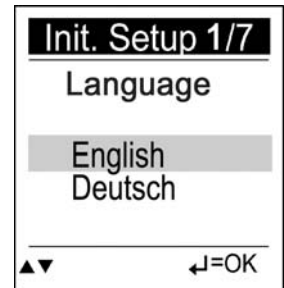 Init. Setup 1/7
Language
English
Deutsch
▲▼ ↵=OK